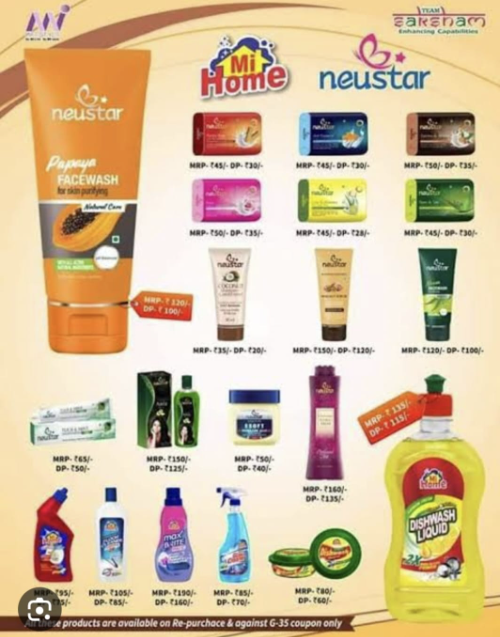 TEAM
SAKSHAM
Enhancing Capabilities
Mi
Home
neustar
neustar
Papaya
FACEWASH
for skin purifying
Natural Care
MRP- ₹45/- DP- ₹30/-
MRP- ₹45/- DP- ₹30/-
MRP- ₹50/- DP- ₹35/-
MRP- ₹50/- DP- ₹35/-
MRP- ₹45/- DP- ₹28/-
MRP- ₹45/- DP- ₹30/-
MRP- ₹ 120/-
DP- ₹ 100/-
neustar
COCONUT
neustar
neustar
MRP- ₹35/- DP- ₹20/-
MRP- ₹150/- DP- ₹120/-
MRP- ₹120/- DP- ₹100/-
MRP- ₹65/-
DP- ₹50/-
MRP- ₹150/-
DP- ₹125/-
MRP- ₹50/-
DP- ₹40/-
MRP- ₹160/-
DP- ₹135/-
MRP- ₹ 135/-
DP- ₹ 115/-
Mi
Home
DISHWASH
LIQUID
MRP- ₹105/-
DP- ₹85/-
MRP- ₹190/-
DP- ₹160/-
MRP- ₹85/-
DP- ₹70/-
MRP- ₹80/-
DP- ₹60/-
these products are available on Re-purchace & against G-35 coupon only